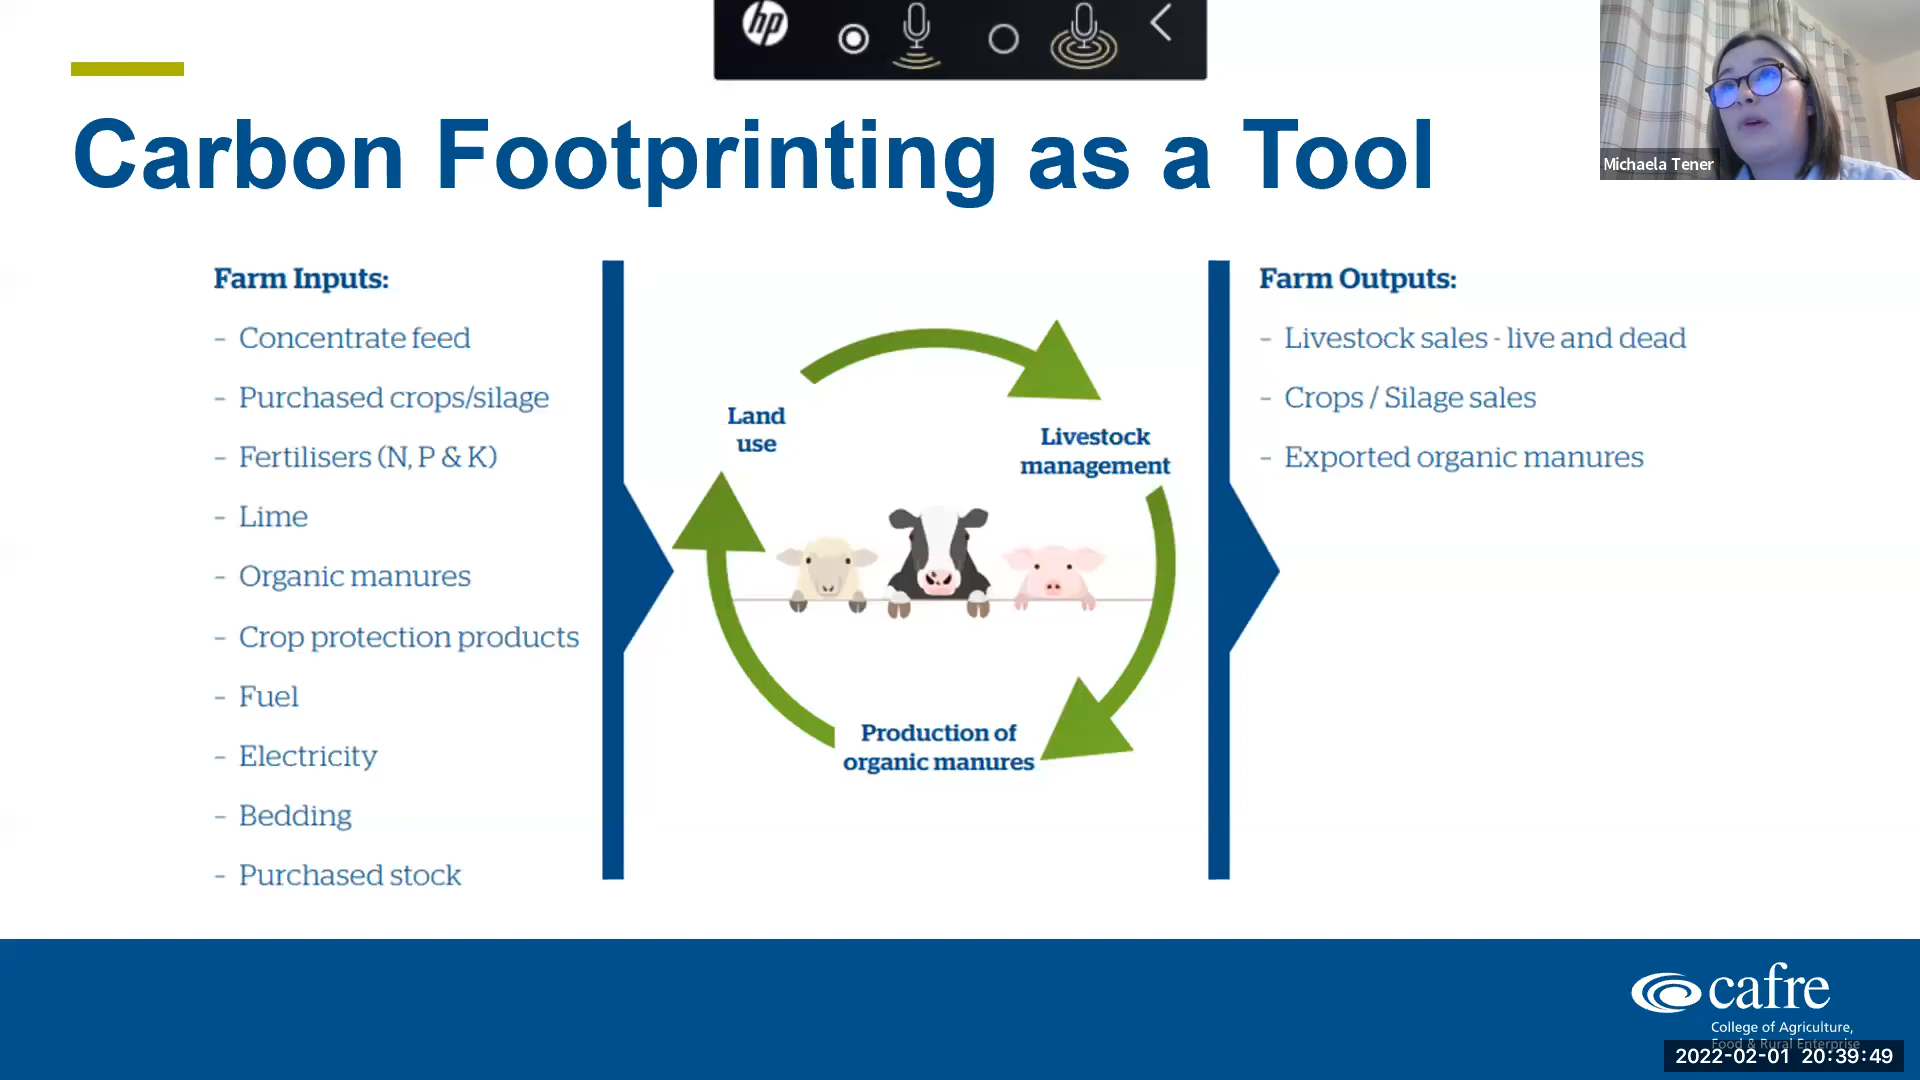 hp
Carbon Footprinting as a Tool
Michaela Tener
Farm Inputs:
- Concentrate feed
- Purchased crops/silage
- Fertilisers (N, P & K)
- Lime
- Organic manures
- Crop protection products
- Fuel
- Electricity
- Bedding
- Purchased stock
Land
use
Livestock
management
Production of
organic manures
Farm Outputs:
- Livestock sales - live and dead
- Crops / Silage sales
- Exported organic manures
cafre
College of Agriculture,
Food & Rural Enterprise
2022-02-01 20:39:49